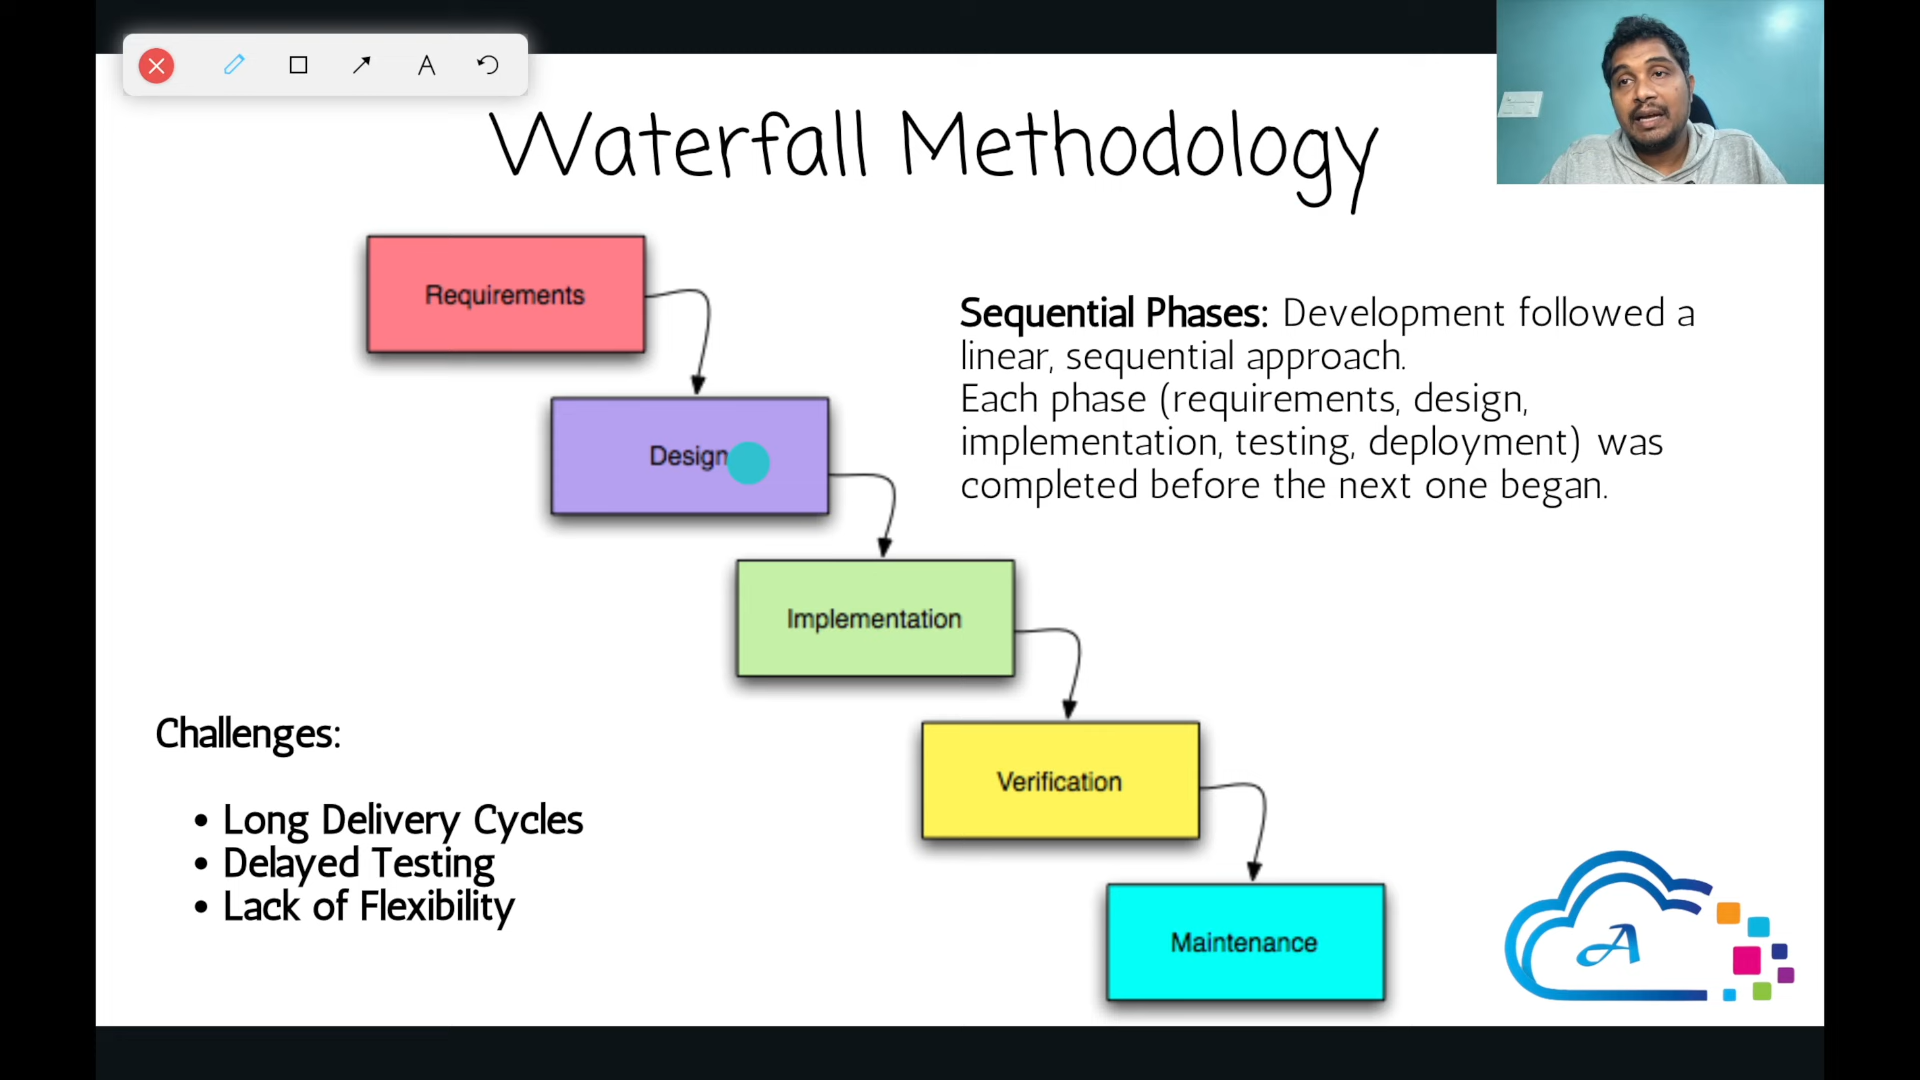 A
Waterfall Methodology
Requirements
Sequential Phases: Development followed a
linear, sequential approach.
Each phase (requirements, design,
implementation, testing, deployment) was
completed before the next one began.
Design
Implementation
Challenges:
Verification
• Long Delivery Cycles
• Delayed Testing
• Lack of Flexibility
Maintenance
A